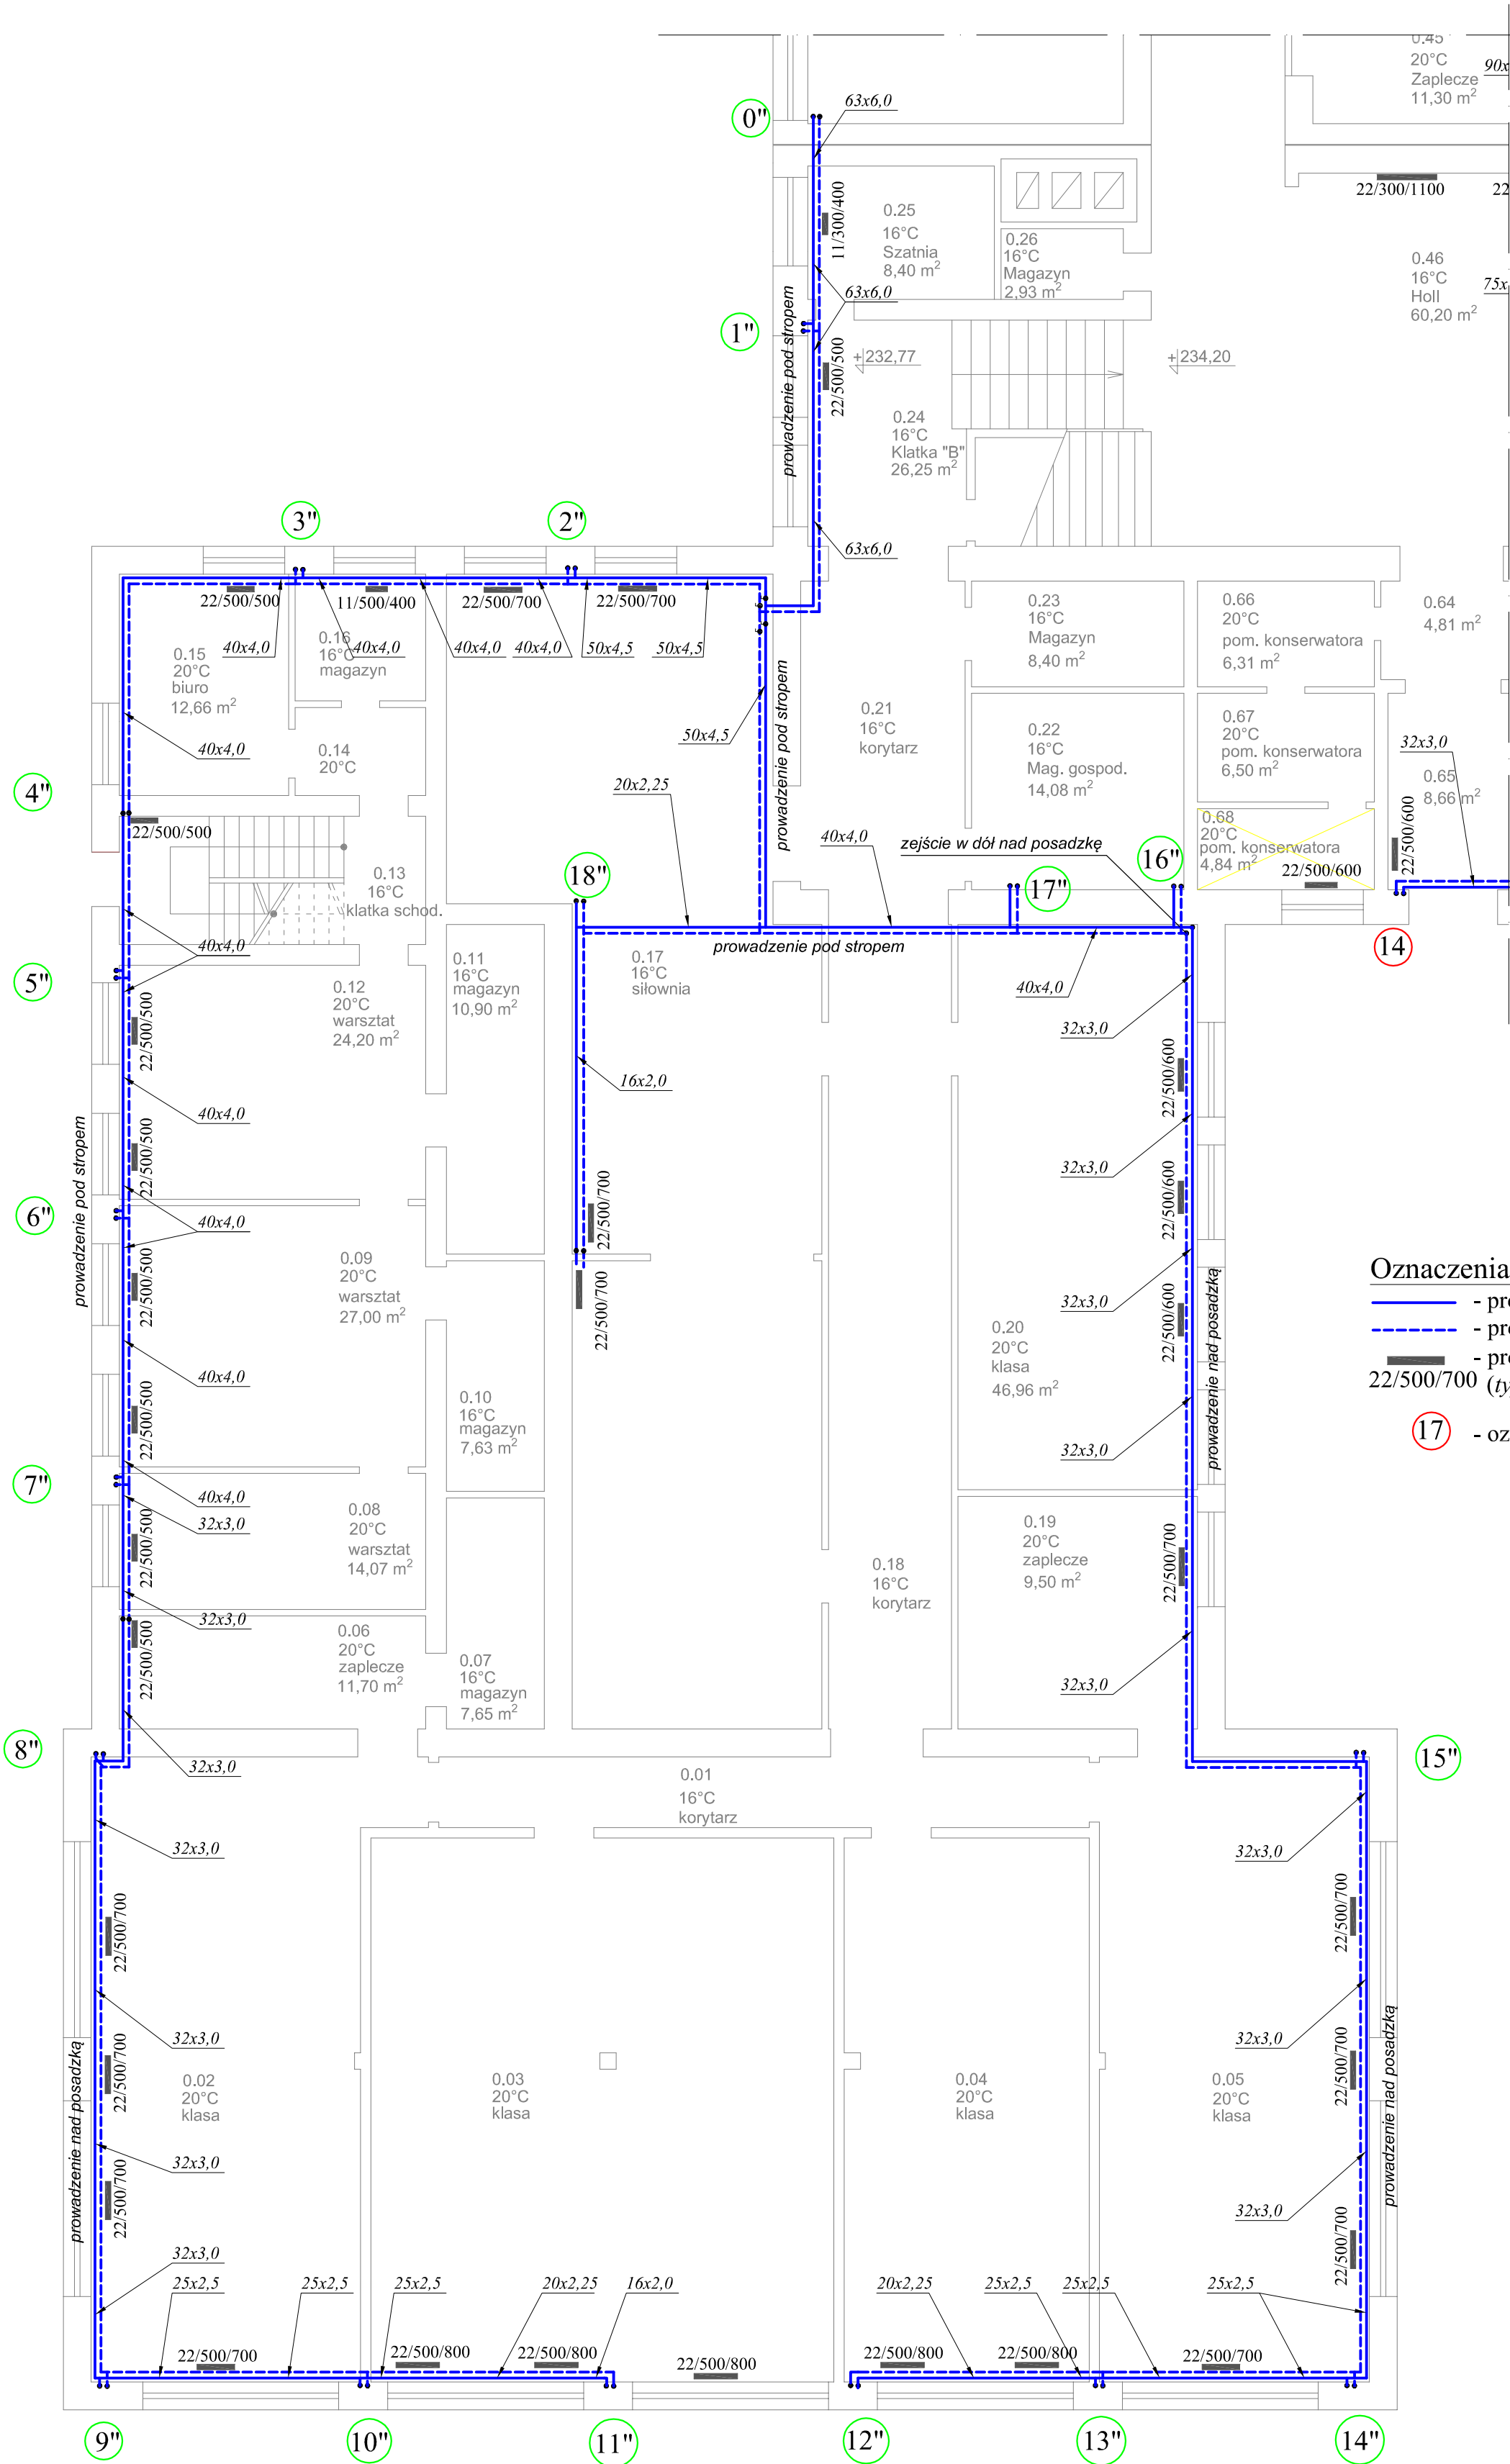 0.45
20°C
Zaplecze
11,30 m²
90x
0"
63x6,0
22/300/1100
22
11/300/400
0.25
16°C
Szatnia
8,40 m²
0.26
16°C
Magazyn
2,93 m²
0.46
16°C
Holl
60,20 m²
75x
63x6,0
1"
prowadzenie pod stropem
22/500/500
+232,77
+234,20
0.24
16°C
Klatka "B"
26,25 m²
63x6,0
3"
2"
22/500/500
11/500/400
22/500/700
22/500/700
40x4,0
40x4,0
40x4,0
40x4,0
50x4,5
50x4,5
0.15
20°C
biuro
12,66 m²
0.16
16°C
magazyn
0.23
16°C
Magazyn
8,40 m²
0.66
20°C
pom. konserwatora
6,31 m²
0.64
4,81 m²
40x4,0
0.14
20°C
50x4,5
prowadzenie pod stropem
0.21
16°C
korytarz
0.22
16°C
Mag. gospod.
14,08 m²
0.67
20°C
pom. konserwatora
6,50 m²
32x3,0
0.65
8,66 m²
4"
22/500/500
20x2,25
40x4,0
zejście w dół nad posadzkę
0.68
20°C
pom. konserwatora
4,84 m²
22/500/600
22/500/600
0.13
16°C
klatka schod.
18"
17"
16"
14
40x4,0
prowadzenie pod stropem
40x4,0
5"
0.12
20°C
warsztat
24,20 m²
0.11
16°C
magazyn
10,90 m²
0.17
16°C
siłownia
32x3,0
22/500/500
16x2,0
22/500/600
40x4,0
prowadzenie pod stropem
22/500/500
32x3,0
22/500/600
6"
40x4,0
22/500/700
22/500/500
0.09
20°C
warsztat
27,00 m²
22/500/700
32x3,0
22/500/600
prowadzenie nad posadzką
Oznaczenia
- pro
- pro
- pro
22/500/700 (ty
17 - oz
0.20
20°C
klasa
46,96 m²
40x4,0
22/500/500
0.10
16°C
magazyn
7,63 m²
32x3,0
7"
40x4,0
32x3,0
22/500/500
0.08
20°C
warsztat
14,07 m²
0.18
16°C
korytarz
0.19
20°C
zaplecze
9,50 m²
22/500/700
32x3,0
22/500/500
0.06
20°C
zaplecze
11,70 m²
0.07
16°C
magazyn
7,65 m²
32x3,0
8"
32x3,0
0.01
16°C
korytarz
15"
32x3,0
32x3,0
22/500/700
22/500/700
32x3,0
32x3,0
22/500/700
22/500/700
prowadzenie nad posadzką
prowadzenie nad posadzką
0.02
20°C
klasa
0.03
20°C
klasa
0.04
20°C
klasa
0.05
20°C
klasa
32x3,0
22/500/700
32x3,0
22/500/700
32x3,0
25x2,5
25x2,5
25x2,5
20x2,25
16x2,0
20x2,25
25x2,5
25x2,5
25x2,5
22/500/700
22/500/800
22/500/800
22/500/800
22/500/800
22/500/800
22/500/700
9"
10"
11"
12"
13"
14"